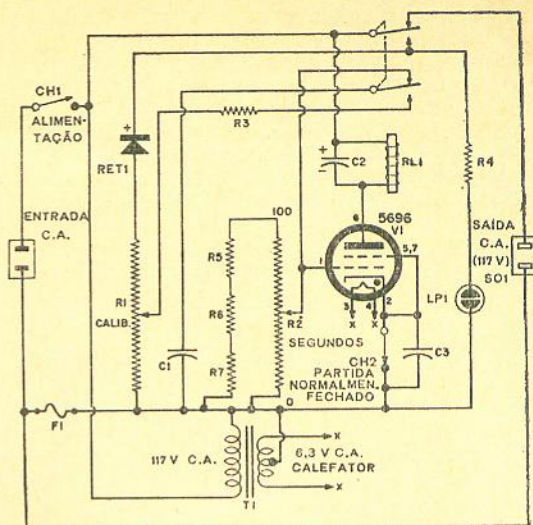 CH1
ALIMEN-
TAÇÃO
RET1
+
R3
+
C2
-
RL1
R4
ENTRADA
C.A.
R1
CALIB.
C1
100
R5
R6
R7
R2
SEGUNDOS
0
6
5696
V1
1
5,7
3
4
2
X
X
CH2
PARTIDA
NORMALMEN.
FECHADO
C3
LP1
SAÍDA
C.A.
(117 V)
SO1
F1
117 V C.A.
T1
6,3 V C.A.
CALEFATOR
X
X